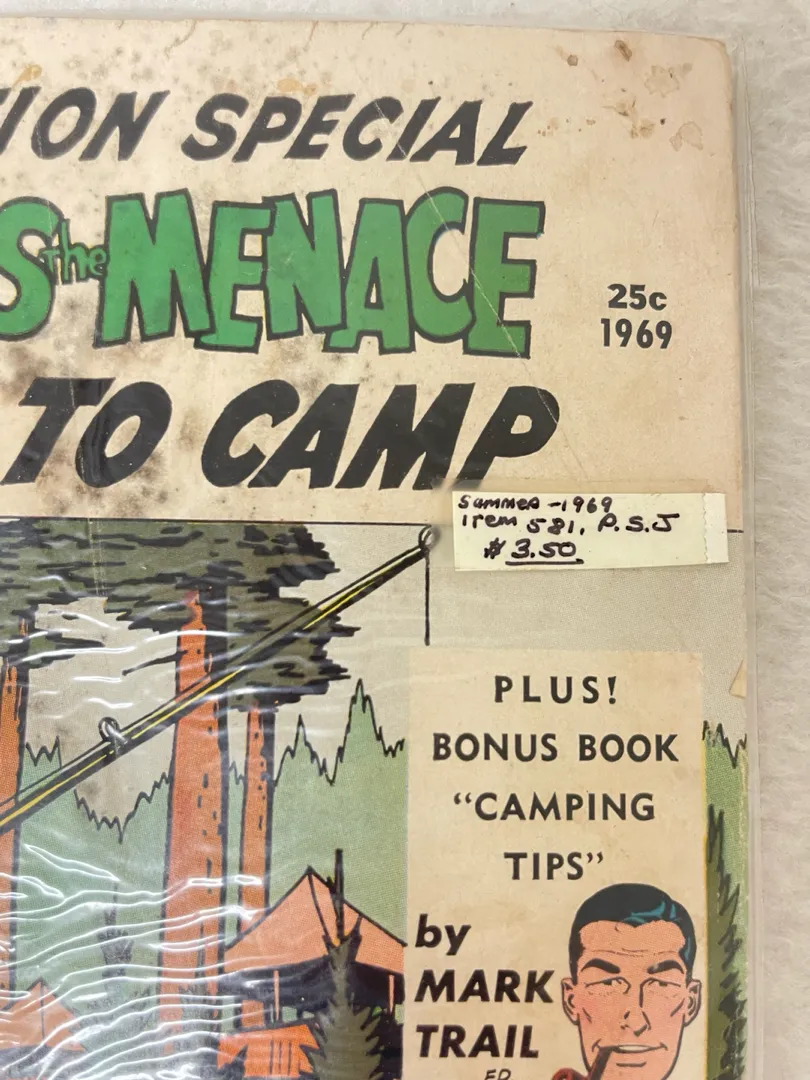 ION SPECIAL
S the MENACE
25c
1969
TO CAMP
Summer -1969
Item 581, P.S.J
$ 3.50
PLUS!
BONUS BOOK
“CAMPING
TIPS”
by
MARK
TRAIL
ED